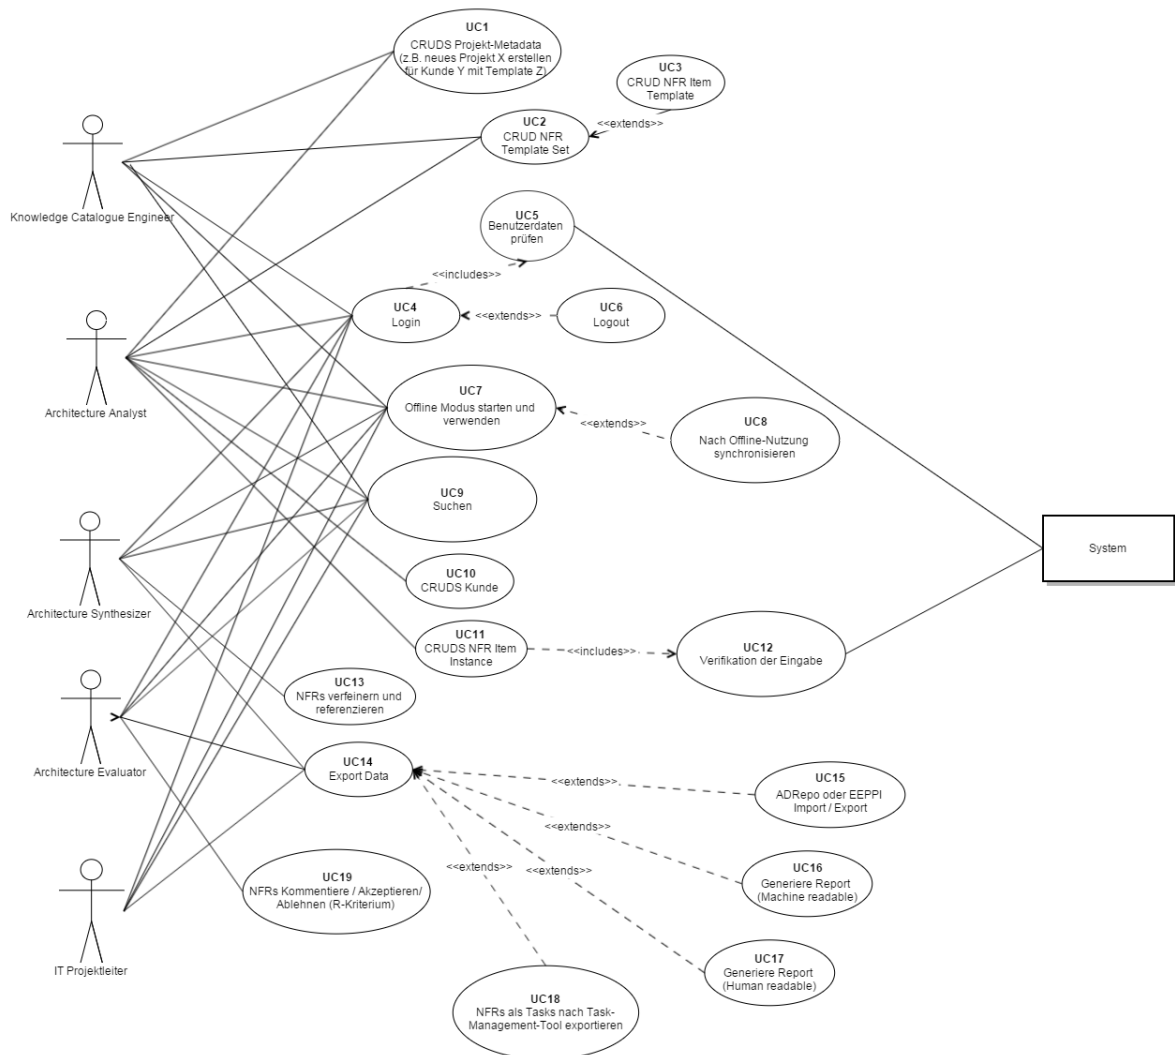 UC1
CRUDS Projekt-Metadata
(z.B. neues Projekt X erstellen
für Kunde Y mit Template Z)
UC3
CRUD NFR Item
Template
<<extends>>
UC2
CRUD NFR
Template Set
Knowledge Catalogue Engineer
UC5
Benutzerdaten
prüfen
<<includes>>
UC4
Login
<<extends>>
UC6
Logout
Architecture Analyst
UC7
Offline Modus starten und
verwenden
<<extends>>
UC8
Nach Offline-Nutzung
synchronisieren
UC9
Suchen
System
UC10
CRUDS Kunde
Architecture Synthesizer
UC11
CRUDS NFR Item
Instance
<<includes>>
UC12
Verifikation der Eingabe
UC13
NFRs verfeinern und
referenzieren
Architecture Evaluator
UC14
Export Data
<<extends>>
UC15
ADRepo oder EEPPI
Import / Export
<<extends>>
<<extends>>
<<extends>>
UC16
Generiere Report
(Machine readable)
UC19
NFRs Kommentiere / Akzeptieren/
Ablehnen (R-Kriterium)
IT Projektleiter
UC17
Generiere Report
(Human readable)
UC18
NFRs als Tasks nach Task-
Management-Tool exportieren